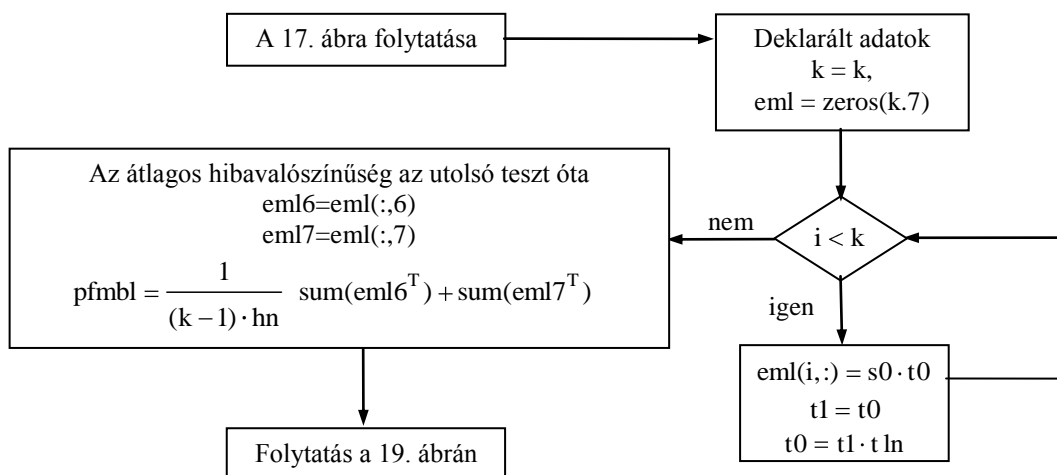 A 17. ábra folytatása
Deklarált adatok
k = k,
eml = zeros(k.7)
Az átlagos hibavalószínűség az utolsó teszt óta
eml6=eml(:,6)
eml7=eml(:,7)
pfmbl = \frac{1}{(k-1)·hn} sum(eml6^T) + sum(eml7^T)
nem
i < k
igen
eml(i,:) = s0·t0
t1 = t0
t0 = t1·t ln
Folytatás a 19. ábrán